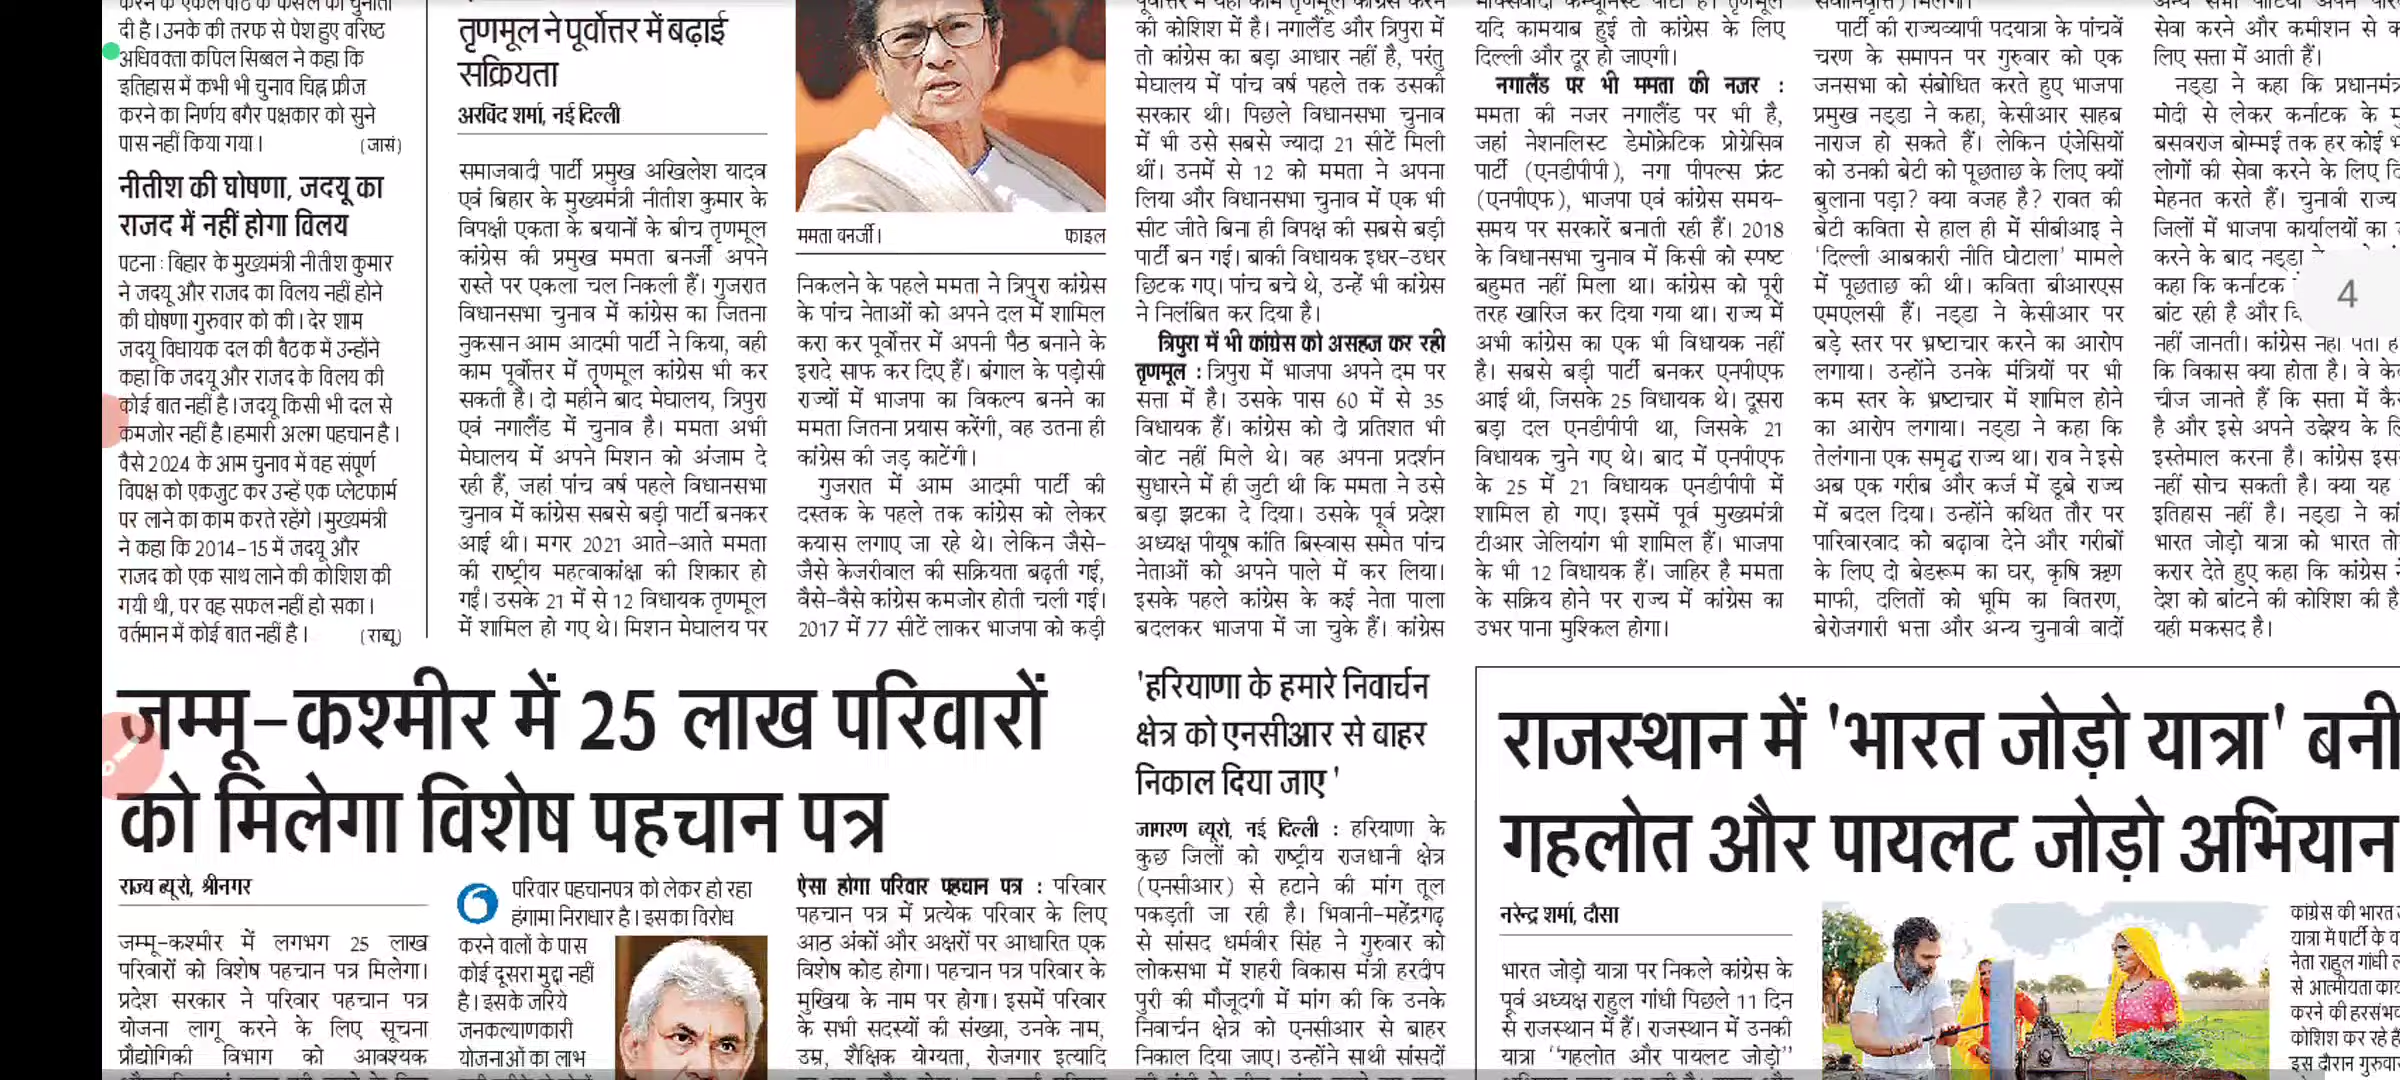 दी है। उनके की तरफ से पेश हुए वरिष्ठ
अधिवक्ता कपिल सिब्बल ने कहा कि
इतिहास में कभी भी चुनाव चिह्न फ्रीज
करने का निर्णय बगैर पक्षकार को सुने
पास नहीं किया गया। (जासं)
नीतीश की घोषणा, जदयू का
राजद में नहीं होगा विलय
पटना : बिहार के मुख्यमंत्री नीतीश कुमार
ने जदयू और राजद का विलय नहीं होने
की घोषणा गुरुवार को की। देर शाम
जदयू विधायक दल की बैठक में उन्होंने
कहा कि जदयू और राजद के विलय की
कोई बात नहीं है। जदयू किसी भी दल से
कमजोर नहीं है। हमारी अलग पहचान है।
वैसे 2024 के आम चुनाव में वह संपूर्ण
विपक्ष को एकजुट कर उन्हें एक प्लेटफार्म
पर लाने का काम करते रहेंगे। मुख्यमंत्री
ने कहा कि 2014-15 में जदयू और
राजद को एक साथ लाने की कोशिश की
गयी थी, पर वह सफल नहीं हो सका।
वर्तमान में कोई बात नहीं है। (राब्यू)
तृणमूल ने पूर्वोत्तर में बढ़ाई
सक्रियता
अरविंद शर्मा, नई दिल्ली
समाजवादी पार्टी प्रमुख अखिलेश यादव
एवं बिहार के मुख्यमंत्री नीतीश कुमार के
विपक्षी एकता के बयानों के बीच तृणमूल
कांग्रेस की प्रमुख ममता बनर्जी अपने
रास्ते पर एकला चल निकली हैं। गुजरात
विधानसभा चुनाव में कांग्रेस का जितना
नुकसान आम आदमी पार्टी ने किया, वही
काम पूर्वोत्तर में तृणमूल कांग्रेस भी कर
सकती है। दो महीने बाद मेघालय, त्रिपुरा
एवं नगालैंड में चुनाव है। ममता अभी
मेघालय में अपने मिशन को अंजाम दे
रही हैं, जहां पांच वर्ष पहले विधानसभा
चुनाव में कांग्रेस सबसे बड़ी पार्टी बनकर
आई थी। मगर 2021 आते-आते ममता
की राष्ट्रीय महत्वाकांक्षा की शिकार हो
गई। उसके 21 में से 12 विधायक तृणमूल
में शामिल हो गए थे। मिशन मेघालय पर
ममता बनर्जी। फाइल
निकलने के पहले ममता ने त्रिपुरा कांग्रेस
के पांच नेताओं को अपने दल में शामिल
करा कर पूर्वोत्तर में अपनी पैठ बनाने के
इरादे साफ कर दिए हैं। बंगाल के पड़ोसी
राज्यों में भाजपा का विकल्प बनने का
ममता जितना प्रयास करेंगी, वह उतना ही
कांग्रेस की जड़ काटेंगी।
गुजरात में आम आदमी पार्टी की
दस्तक के पहले तक कांग्रेस को लेकर
कयास लगाए जा रहे थे। लेकिन जैसे-
जैसे केजरीवाल की सक्रियता बढ़ती गई,
वैसे-वैसे कांग्रेस कमजोर होती चली गई।
2017 में 77 सीटें लाकर भाजपा को कड़ी
की कोशिश में है। नगालैंड और त्रिपुरा में
तो कांग्रेस का बड़ा आधार नहीं है, परंतु
मेघालय में पांच वर्ष पहले तक उसकी
सरकार थी। पिछले विधानसभा चुनाव
में भी उसे सबसे ज्यादा 21 सीटें मिली
थीं। उनमें से 12 को ममता ने अपना
लिया और विधानसभा चुनाव में एक भी
सीट जीते बिना ही विपक्ष की सबसे बड़ी
पार्टी बन गई। बाकी विधायक इधर-उधर
छिटक गए। पांच बचे थे, उन्हें भी कांग्रेस
ने निलंबित कर दिया है।
त्रिपुरा में भी कांग्रेस को असहज कर रही
तृणमूल : त्रिपुरा में भाजपा अपने दम पर
सत्ता में है। उसके पास 60 में से 35
विधायक हैं। कांग्रेस को दो प्रतिशत भी
वोट नहीं मिले थे। वह अपना प्रदर्शन
सुधारने में ही जुटी थी कि ममता ने उसे
बड़ा झटका दे दिया। उसके पूर्व प्रदेश
अध्यक्ष पीयूष कांति बिस्वास समेत पांच
नेताओं को अपने पाले में कर लिया।
इसके पहले कांग्रेस के कई नेता पाला
बदलकर भाजपा में जा चुके हैं। कांग्रेस
यदि कामयाब हुई तो कांग्रेस के लिए
दिल्ली और दूर हो जाएगी।
नगालैंड पर भी ममता की नजर :
ममता की नजर नगालैंड पर भी है,
जहां नेशनलिस्ट डेमोक्रेटिक प्रोग्रेसिव
पार्टी (एनडीपीपी), नगा पीपल्स फ्रंट
(एनपीएफ), भाजपा एवं कांग्रेस समय-
समय पर सरकारें बनाती रही हैं। 2018
के विधानसभा चुनाव में किसी को स्पष्ट
बहुमत नहीं मिला था। कांग्रेस को पूरी
तरह खारिज कर दिया गया था। राज्य में
अभी कांग्रेस का एक भी विधायक नहीं
है। सबसे बड़ी पार्टी बनकर एनपीएफ
आई थी, जिसके 25 विधायक थे। दूसरा
बड़ा दल एनडीपीपी था, जिसके 21
विधायक चुने गए थे। बाद में एनपीएफ
के 25 में 21 विधायक एनडीपीपी में
शामिल हो गए। इसमें पूर्व मुख्यमंत्री
टीआर जेलियांग भी शामिल हैं। भाजपा
के भी 12 विधायक हैं। जाहिर है ममता
के सक्रिय होने पर राज्य में कांग्रेस का
उभर पाना मुश्किल होगा।
पार्टी की राज्यव्यापी पदयात्रा के पांचवें
चरण के समापन पर गुरुवार को एक
जनसभा को संबोधित करते हुए भाजपा
प्रमुख नड्डा ने कहा, केसीआर साहब
नाराज हो सकते हैं। लेकिन एंजेसियों
को उनकी बेटी को पूछताछ के लिए क्यों
बुलाना पड़ा? क्या वजह है? रावत की
बेटी कविता से हाल ही में सीबीआइ ने
'दिल्ली आबकारी नीति घोटाला' मामले
में पूछताछ की थी। कविता बीआरएस
एमएलसी हैं। नड्डा ने केसीआर पर
बड़े स्तर पर भ्रष्टाचार करने का आरोप
लगाया। उन्होंने उनके मंत्रियों पर भी
कम स्तर के भ्रष्टाचार में शामिल होने
का आरोप लगाया। नड्डा ने कहा कि
तेलंगाना एक समृद्ध राज्य था। राव ने इसे
अब एक गरीब और कर्ज में डूबे राज्य
में बदल दिया। उन्होंने कथित तौर पर
पारिवारवाद को बढ़ावा देने और गरीबों
के लिए दो बेडरूम का घर, कृषि ऋण
माफी, दलितों को भूमि का वितरण,
बेरोजगारी भत्ता और अन्य चुनावी वादों
सेवा करने और कमीशन से
लिए सत्ता में आती हैं।
नड्डा ने कहा कि
मोदी से लेकर कर्नाटक के
बसवराज बोम्मई तक हर कोई
लोगों की सेवा करने के लिए
मेहनत करते हैं। चुनावी राज्य
जिलों में भाजपा कार्यालयों का
करने के बाद नड्डा
कहा कि कर्नाटक
बांट रही है और
नहीं जानती। कांग्रेस नहीं
कि विकास क्या होता है। वे
चीज जानते हैं कि सत्ता में
है और इसे अपने उद्देश्य के
इस्तेमाल करना है। कांग्रेस
नहीं सोच सकती है। क्या यह
इतिहास नहीं है। नड्डा ने
भारत जोड़ो यात्रा को भारत
करार देते हुए कहा कि कांग्रेस
देश को बांटने की कोशिश की
यही मकसद है।
4
जम्मू-कश्मीर में 25 लाख परिवारों
को मिलेगा विशेष पहचान पत्र
राज्य ब्यूरो, श्रीनगर
जम्मू-कश्मीर में लगभग 25 लाख
परिवारों को विशेष पहचान पत्र मिलेगा।
प्रदेश सरकार ने परिवार पहचान पत्र
योजना लागू करने के लिए सूचना
प्रौद्योगिकी विभाग को आवश्यक
परिवार पहचानपत्र को लेकर हो रहा
हंगामा निराधार है। इसका विरोध
करने वालों के पास
कोई दूसरा मुद्दा नहीं
है। इसके जरिये
जनकल्याणकारी
योजनाओं का लाभ
ऐसा होगा परिवार पहचान पत्र : परिवार
पहचान पत्र में प्रत्येक परिवार के लिए
आठ अंकों और अक्षरों पर आधारित एक
विशेष कोड होगा। पहचान पत्र परिवार के
मुखिया के नाम पर होगा। इसमें परिवार
के सभी सदस्यों की संख्या, उनके नाम,
उम्र, शैक्षिक योग्यता, रोजगार इत्यादि
'हरियाणा के हमारे निवार्चन
क्षेत्र को एनसीआर से बाहर
निकाल दिया जाए '
जागरण ब्यूरो, नई दिल्ली : हरियाणा के
कुछ जिलों को राष्ट्रीय राजधानी क्षेत्र
(एनसीआर) से हटाने की मांग तूल
पकड़ती जा रही है। भिवानी-महेंद्रगढ़
से सांसद धर्मवीर सिंह ने गुरुवार को
लोकसभा में शहरी विकास मंत्री हरदीप
पुरी की मौजूदगी में मांग की कि उनके
निवार्चन क्षेत्र को एनसीआर से बाहर
निकाल दिया जाए। उन्होंने साथी सांसदों
राजस्थान में 'भारत जोड़ो यात्रा' बनी
गहलोत और पायलट जोड़ो अभियान
नरेन्द्र शर्मा, दौसा
भारत जोड़ो यात्रा पर निकले कांग्रेस के
पूर्व अध्यक्ष राहुल गांधी पिछले 11 दिन
से राजस्थान में हैं। राजस्थान में उनकी
यात्रा "गहलोत और पायलट जोड़ो"
कांग्रेस की भारत
यात्रा में पार्टी के
नेता राहुल गांधी
से आत्मीयता
करने की
कोशिश कर रहे
इस दौरान